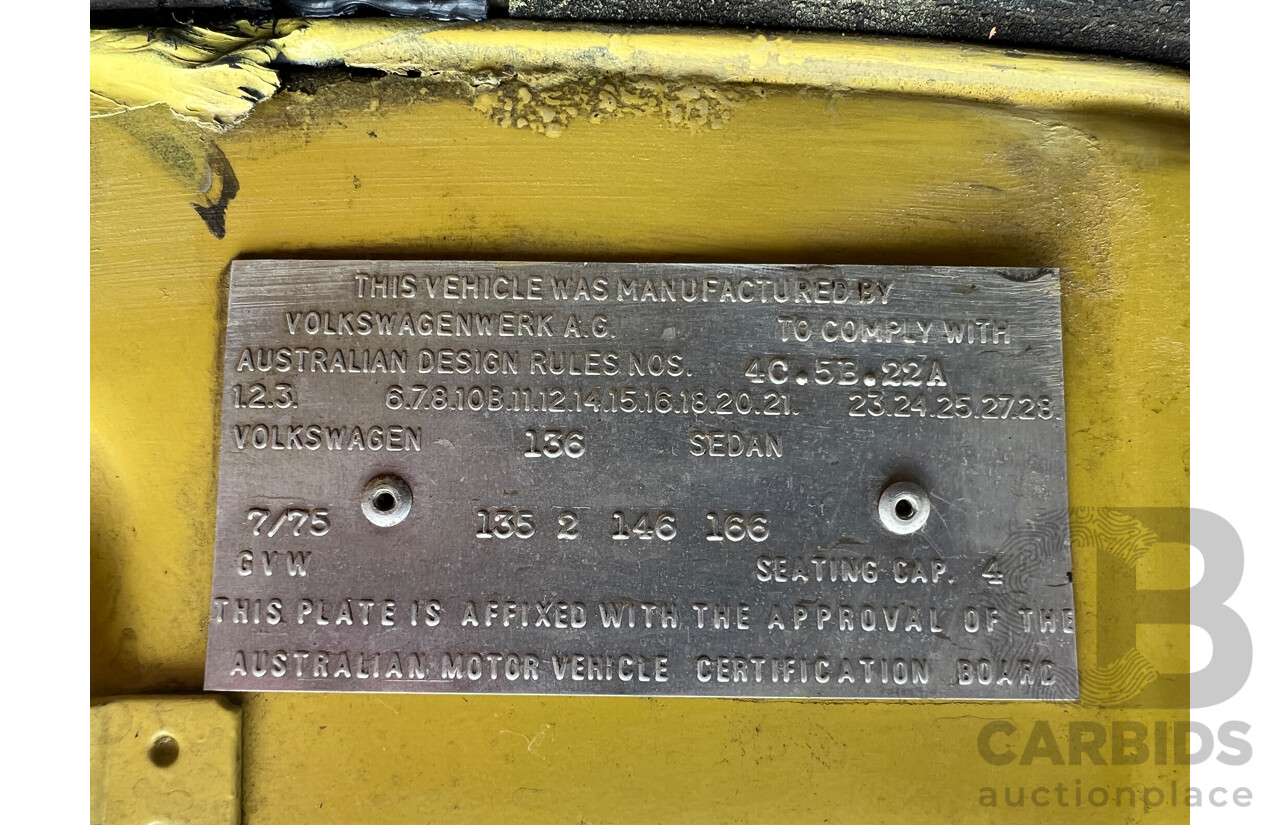 THIS VEHICLE WAS MANUFACTURED BY
VOLKSWAGENWERK A.G. TO COMPLY WITH
AUSTRALIAN DESIGN RULES NOS. 4C.5B.22A
1.2.3. 6.7.8.10B.11.12.14.15.16.18.20.21. 23.24.25.27.28.
VOLKSWAGEN 136 SEDAN
7/75 135 2 146 166
GVW SEATING CAP. 4
THIS PLATE IS AFFIXED WITH THE APPROVAL OF THE
AUSTRALIAN MOTOR VEHICLE CERTIFICATION BOARD
B
CARBIDS
auctionplace